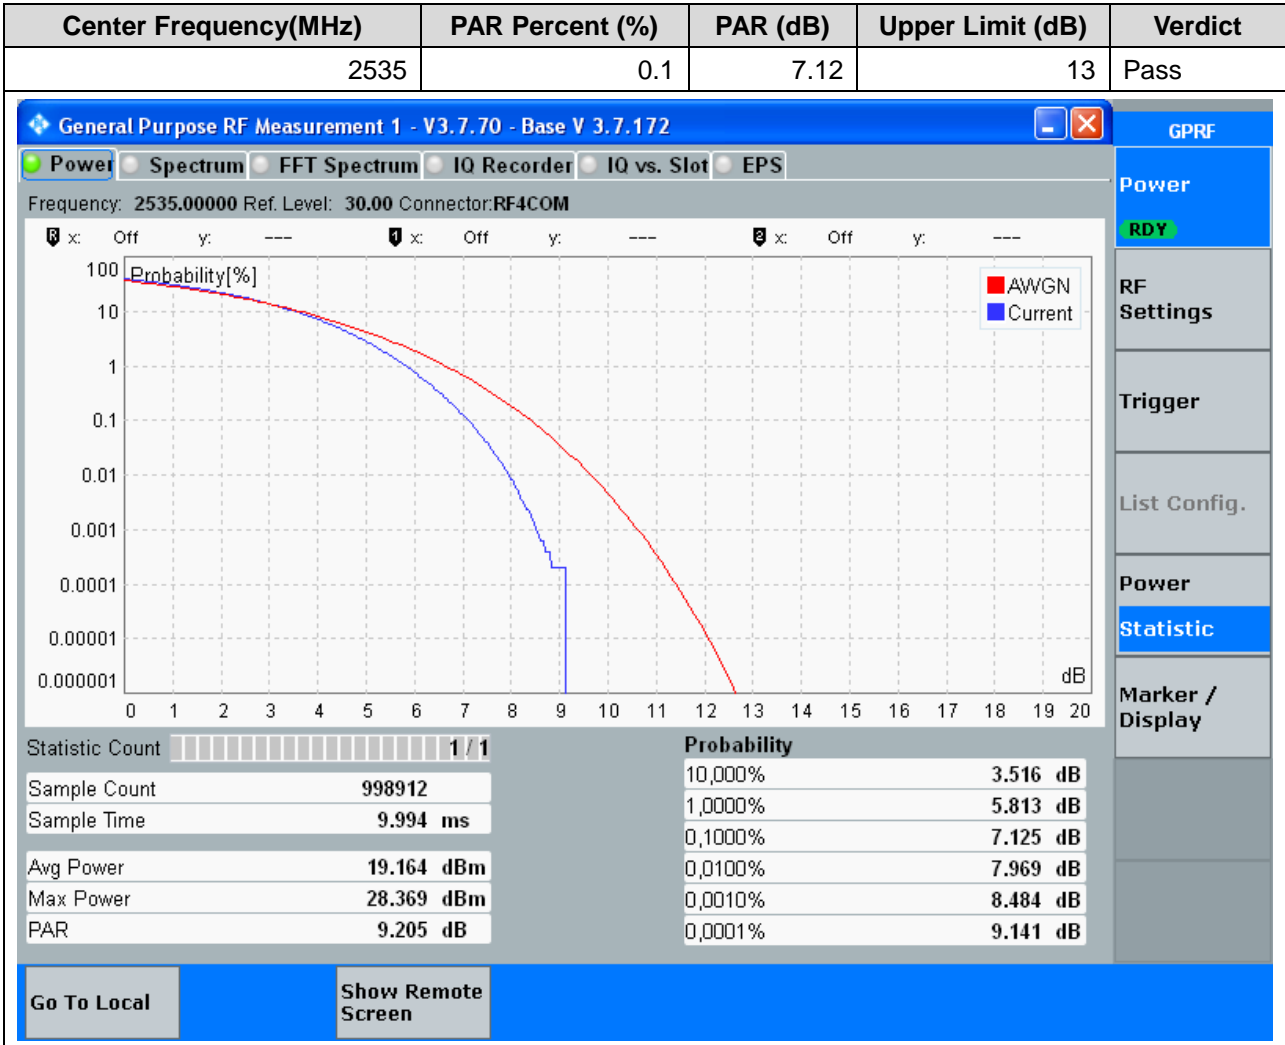 Center Frequency(MHz) PAR Percent (%) PAR (dB) Upper Limit (dB) Verdict
2535 0.1 7.12 13 Pass
General Purpose RF Measurement 1 - V3.7.70 - Base V 3.7.172
GPRF
Power Spectrum FFT Spectrum IQ Recorder IQ vs. Slot EPS
Frequency: 2535.00000 Ref. Level: 30.00 Connector:RF4COM
R x: Off y: --- 1 x: Off y: --- 2 x: Off y: ---
Probability[%]
100
10
1
0.1
0.01
0.001
0.0001
0.00001
0.000001
AWGN
Current
dB
0 1 2 3 4 5 6 7 8 9 10 11 12 13 14 15 16 17 18 19 20
Statistic Count 1 / 1
Sample Count 998912
Sample Time 9.994 ms
Avg Power 19.164 dBm
Max Power 28.369 dBm
PAR 9.205 dB
Probability
10,000% 3.516 dB
1,0000% 5.813 dB
0,1000% 7.125 dB
0,0100% 7.969 dB
0,0010% 8.484 dB
0,0001% 9.141 dB
Power
RDY
RF
Settings
Trigger
List Config.
Power
Statistic
Marker /
Display
Go To Local
Show Remote
Screen